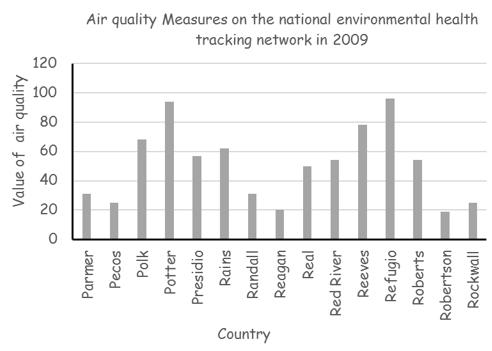 Air quality Measures on the national environmental health
tracking network in 2009
Value of air quality
120
100
80
60
40
20
0
Parmer
Pecos
Polk
Potter
Presidio
Rains
Randall
Reagan
Real
Red River
Reeves
Refugio
Roberts
Robertson
Rockwall
Country